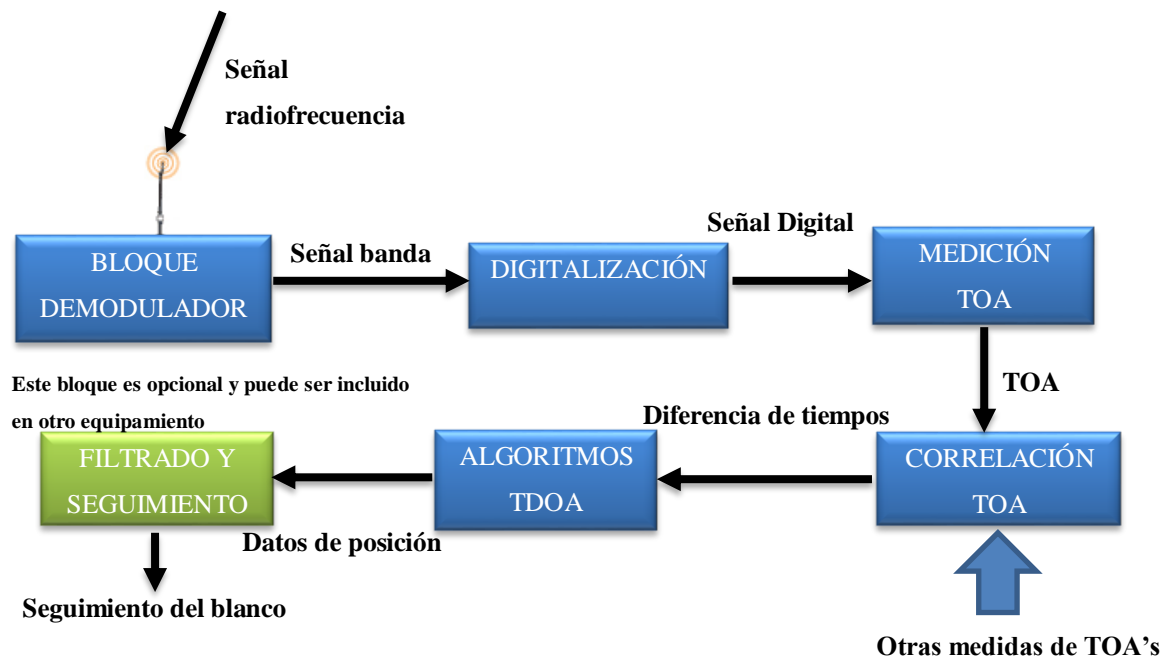 Señal
radiofrecuencia
BLOQUE
DEMODULADOR
Señal banda
DIGITALIZACIÓN
Señal Digital
MEDICIÓN
TOA
TOA
Este bloque es opcional y puede ser incluido
en otro equipamiento
FILTRADO Y
SEGUIMIENTO
Datos de posición
ALGORITMOS
TDOA
Diferencia de tiempos
CORRELACIÓN
TOA
Seguimiento del blanco
Otras medidas de TOA’s